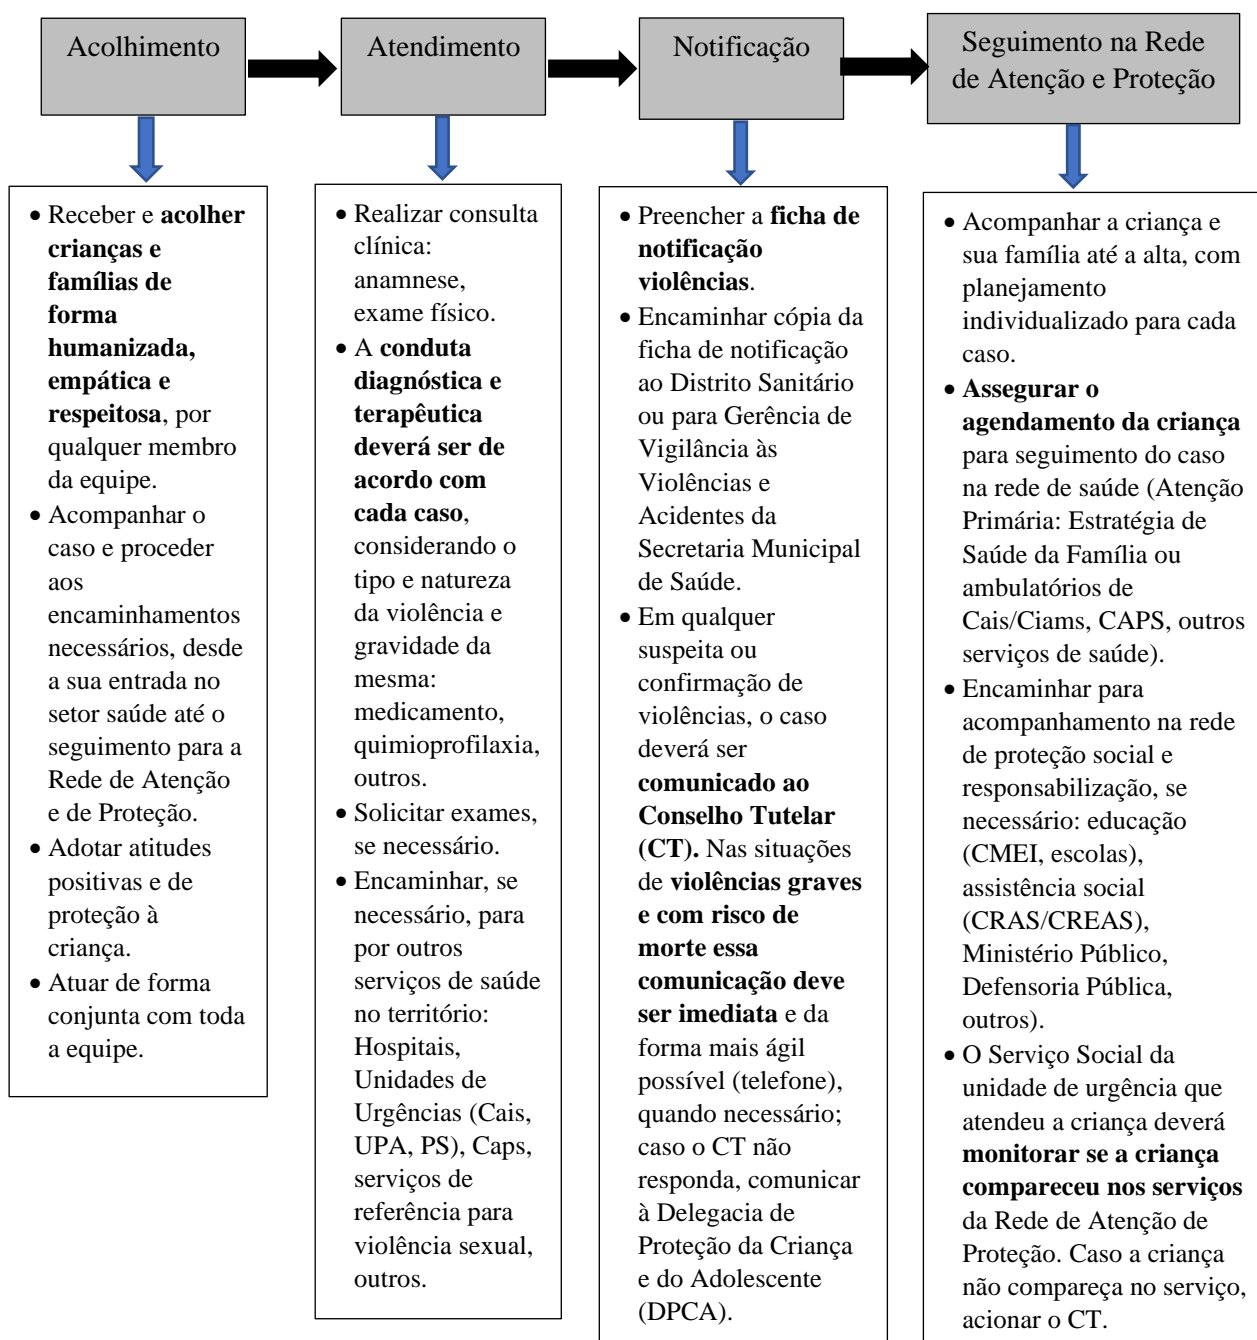 Acolhimento
Atendimento
Notificação
Seguimento na Rede
de Atenção e Proteção
• Receber e acolher
crianças e
famílias de
forma
humanizada,
empática e
respeitosa, por
qualquer membro
da equipe.
• Acompanhar o
caso e proceder
aos
encaminhamentos
necessários, desde
a sua entrada no
setor saúde até o
seguimento para a
Rede de Atenção
e de Proteção.
• Adotar atitudes
positivas e de
proteção à
criança.
• Atuar de forma
conjunta com toda
a equipe.
• Realizar consulta
clínica:
anamnese,
exame físico.
• A conduta
diagnóstica e
terapêutica
deverá ser de
acordo com
cada caso,
considerando o
tipo e natureza
da violência e
gravidade da
mesma:
medicamento,
quimioprofilaxia,
outros.
• Solicitar exames,
se necessário.
• Encaminhar, se
necessário, para
por outros
serviços de saúde
no território:
Hospitais,
Unidades de
Urgências (Cais,
UPA, PS), Caps,
serviços de
referência para
violência sexual,
outros.
• Preencher a ficha de
notificação
violências.
• Encaminhar cópia da
ficha de notificação
ao Distrito Sanitário
ou para Gerência de
Vigilância às
Violências e
Acidentes da
Secretaria Municipal
de Saúde.
• Em qualquer
suspeita ou
confirmação de
violências, o caso
deverá ser
comunicado ao
Conselho Tutelar
(CT). Nas situações
de violências graves
e com risco de
morte essa
comunicação deve
ser imediata e da
forma mais ágil
possível (telefone),
quando necessário;
caso o CT não
responda, comunicar
à Delegacia de
Proteção da Criança
e do Adolescente
(DPCA).
• Acompanhar a criança e
sua família até a alta, com
planejamento
individualizado para cada
caso.
• Assegurar o
agendamento da criança
para seguimento do caso
na rede de saúde (Atenção
Primária: Estratégia de
Saúde da Família ou
ambulatórios de
Cais/Ciams, CAPS, outros
serviços de saúde).
• Encaminhar para
acompanhamento na rede
de proteção social e
responsabilização, se
necessário: educação
(CMEI, escolas),
assistência social
(CRAS/CREAS),
Ministério Público,
Defensoria Pública,
outros).
• O Serviço Social da
unidade de urgência que
atendeu a criança deverá
monitorar se a criança
compareceu nos serviços
da Rede de Atenção de
Proteção. Caso a criança
não compareça no serviço,
acionar o CT.